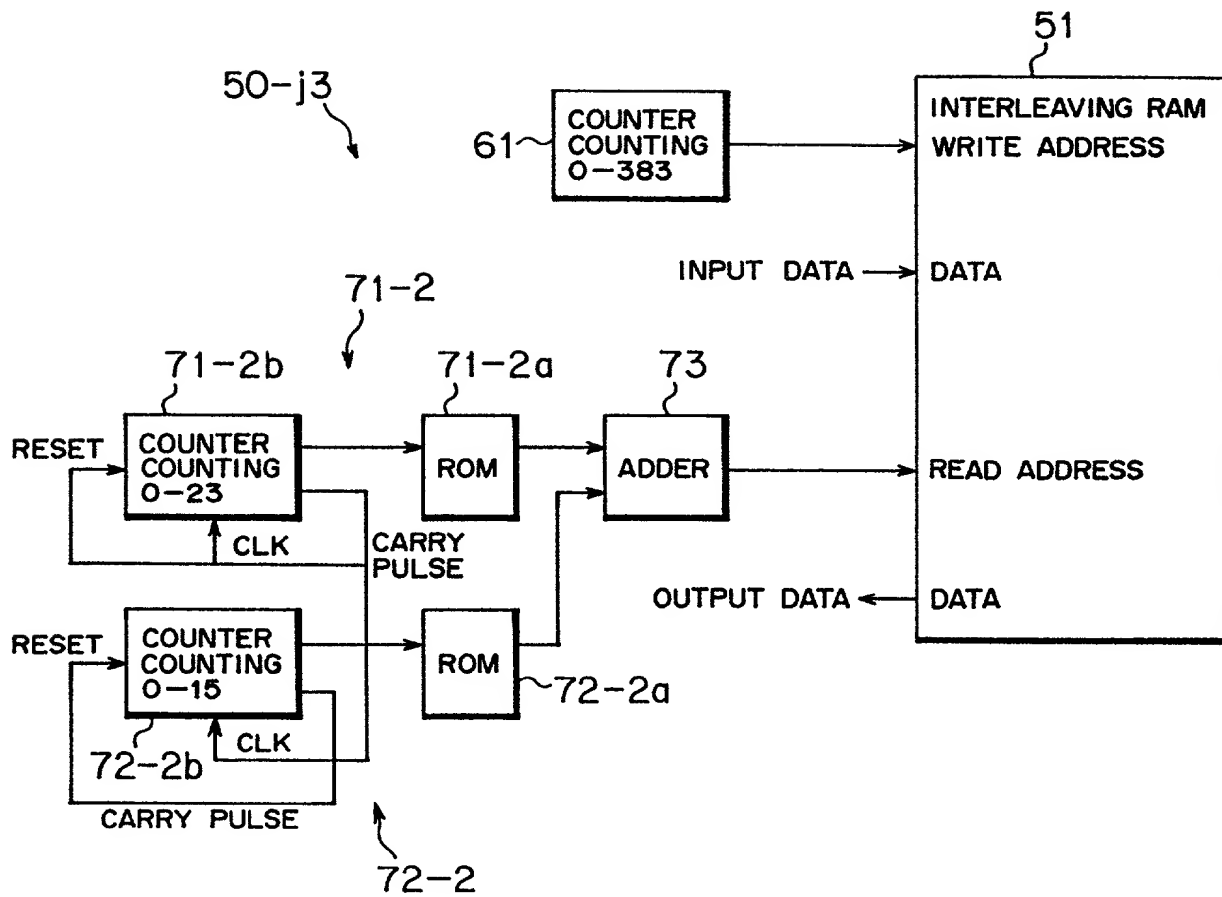 51
50-j3
INTERLEAVING RAM
61
COUNTER
COUNTING
0-383
WRITE ADDRESS
INPUT DATA
DATA
71-2
71-2b
71-2a
73
RESET
COUNTER
COUNTING
0-23
ROM
ADDER
READ ADDRESS
CLK
CARRY
PULSE
OUTPUT DATA
DATA
RESET
COUNTER
COUNTING
0-15
ROM
72-2a
72-2b
CLK
CARRY PULSE
72-2